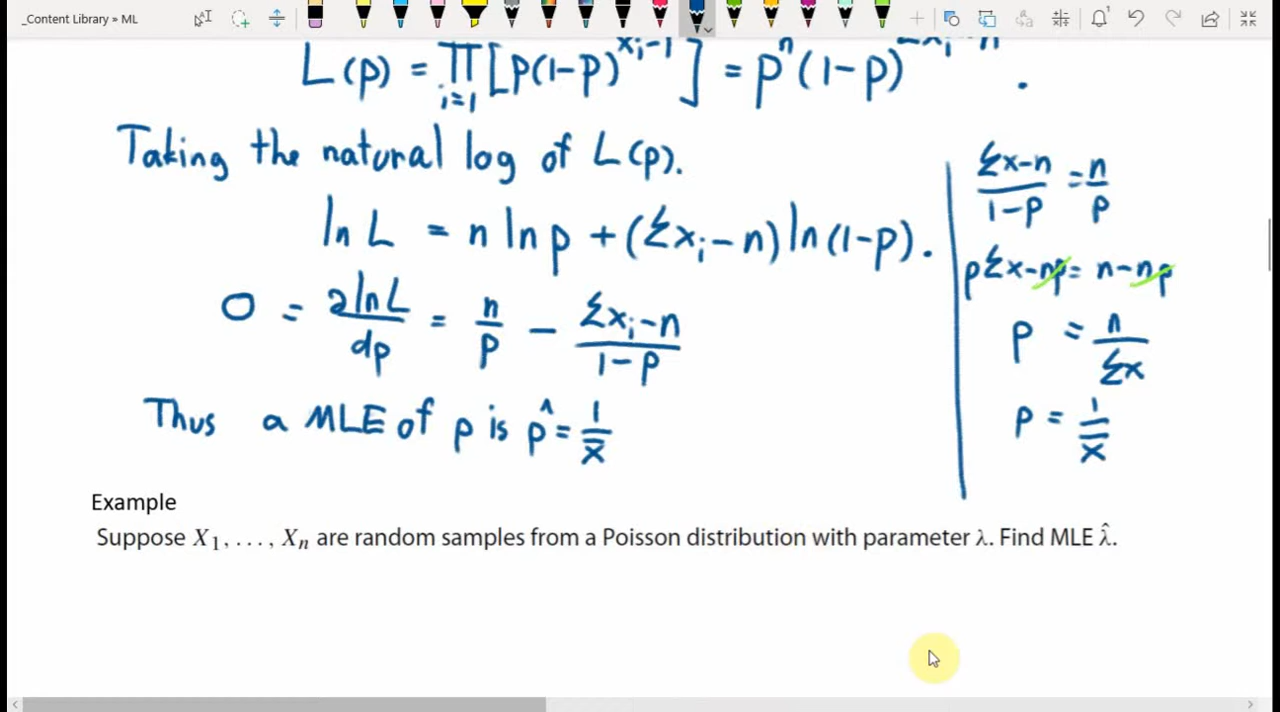 _Content Library » ML
L(p) = ∏ᵢ₌₁ [p(1-p)^(xᵢ-1)] = pⁿ(1-p)^(Σxᵢ-n).
Taking the natural log of L(p).
ln L = n ln p + (Σxᵢ-n) ln(1-p).
0 = ∂ln L/dp = n/p - (Σxᵢ-n)/(1-p)
Thus a MLE of p is p̂ = 1/x̅
(Σx-n)/(1-p) = n/p
pΣx-np = n-np
p = n/Σx
p = 1/x̅
Example
Suppose X₁, . . . , Xₙ are random samples from a Poisson distribution with parameter λ. Find MLE λ̂.